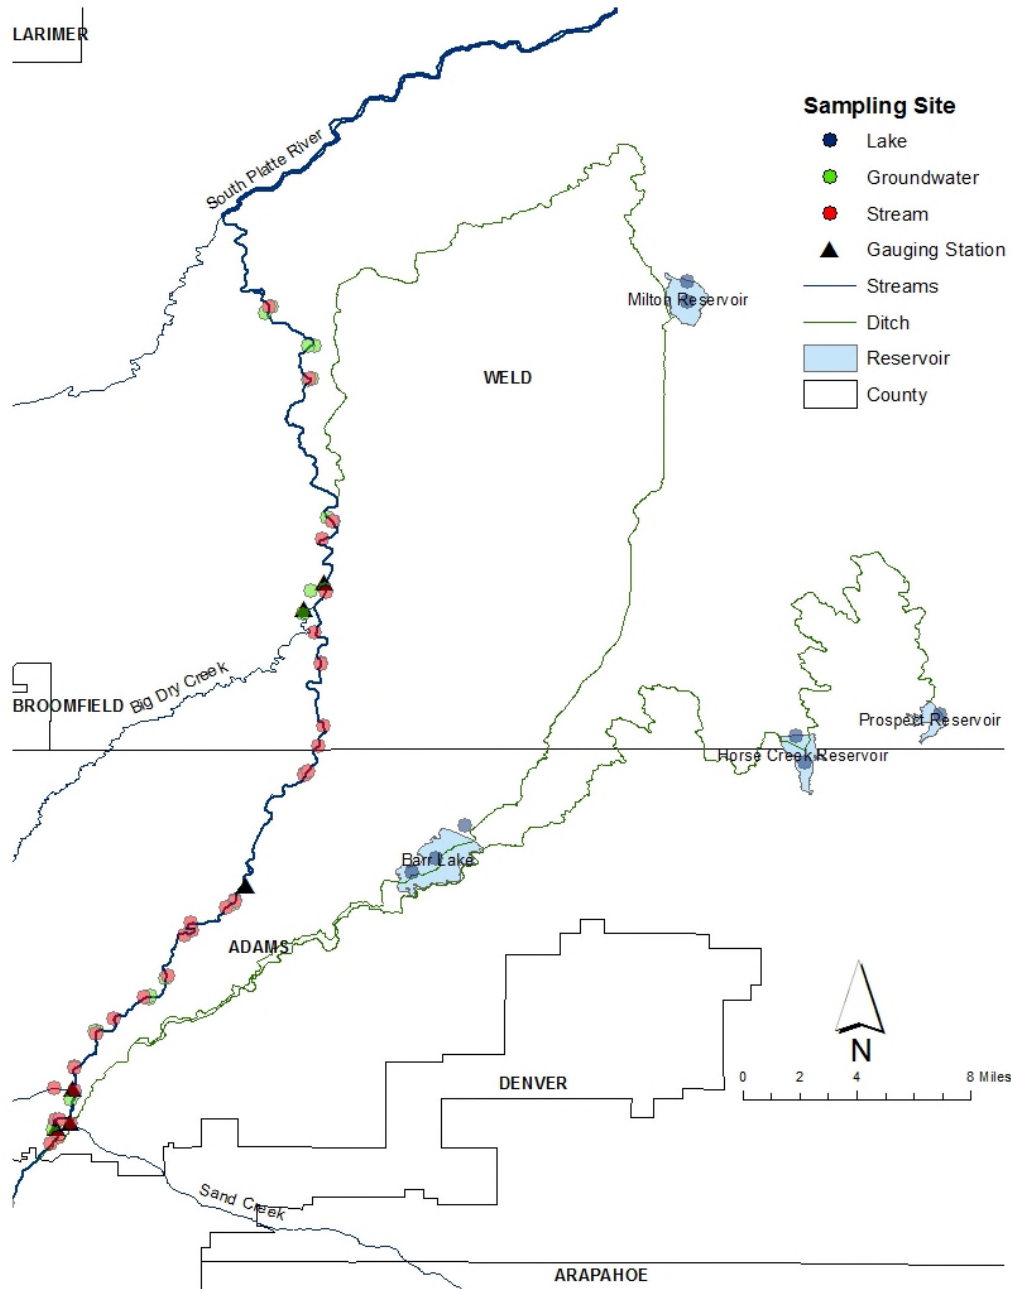 LARIMER
Sampling Site
Lake
South Platte River
Groundwater
Stream
Gauging Station
Streams
Milton Reservoir
Ditch
Reservoir
WELD
County
BROOMFIELD
Big Dry Creek
Prospect Reservoir
Horse Creek Reservoir
Barr Lake
ADAMS
N
0 2 4 8 Miles
DENVER
Sand Creek
ARAPAHOE